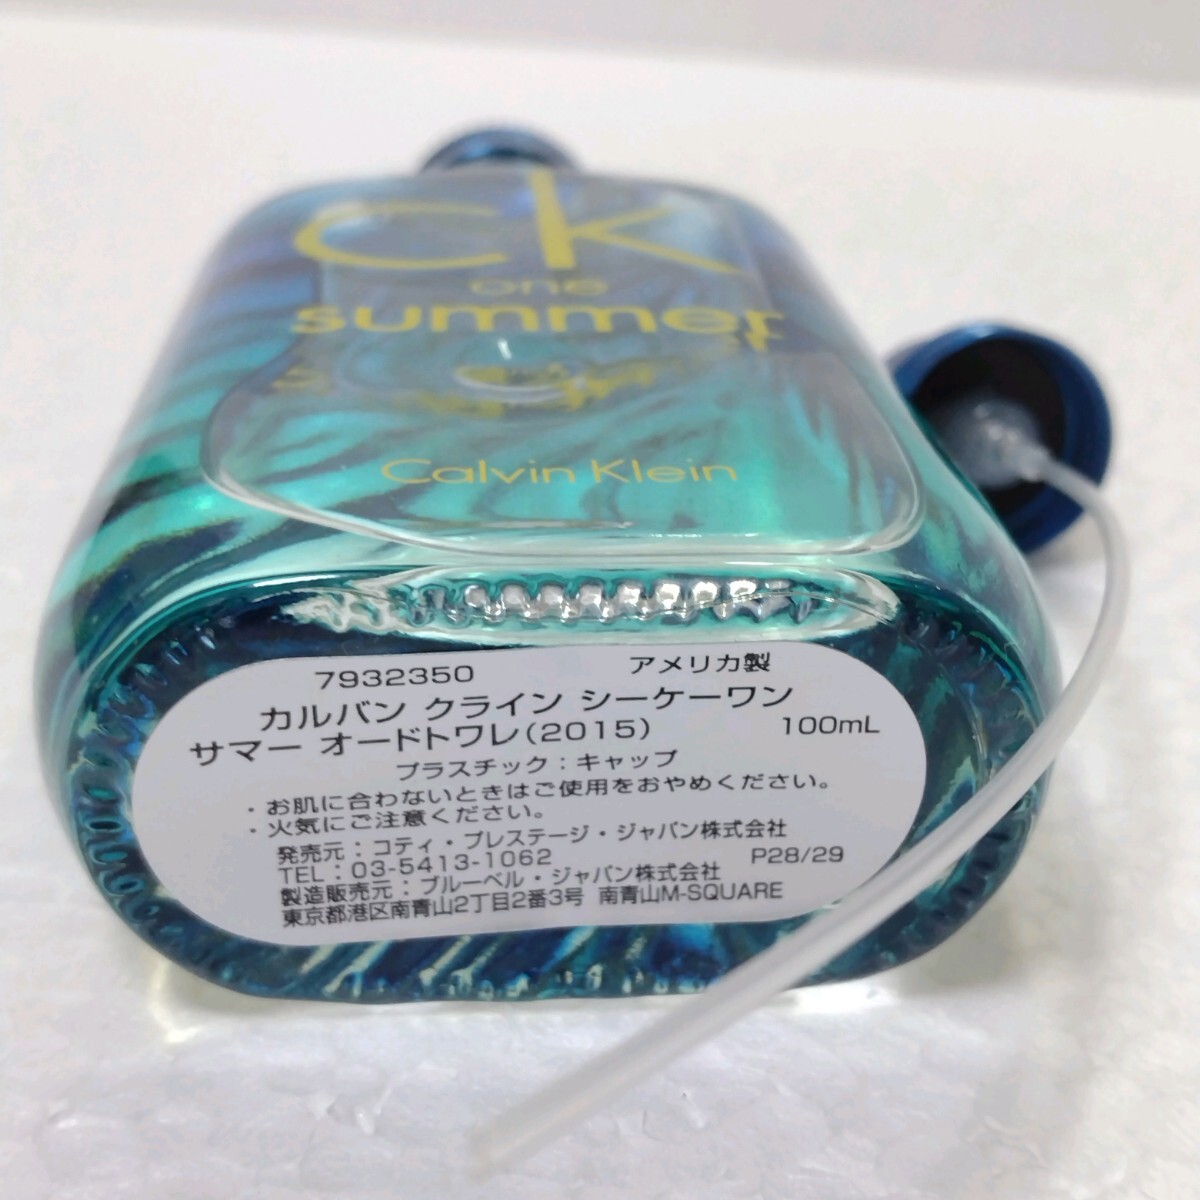 ck
one
summer
Calvin Klein
7932350 アメリカ製
カルバン クライン シーケーワン
サマー オードトワレ(2015) 100mL
プラスチック：キャップ
・お肌に合わないときはご使用をおやめください。
・火気にご注意ください。
発売元：コティ・プレステージ・ジャパン株式会社
TEL：03-5413-1062 P28/29
製造販売元：ブルーベル・ジャパン株式会社
東京都港区南青山2丁目2番3号 南青山M-SQUARE